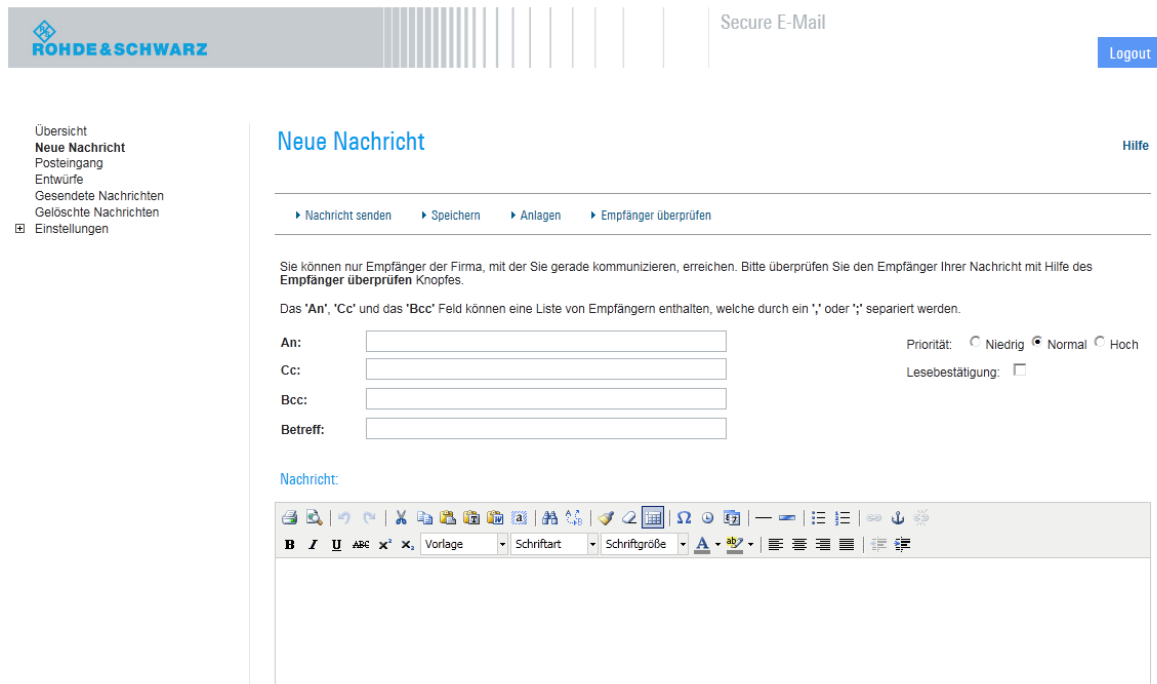 Secure E-Mail
ROHDE&SCHWARZ
Logout
Übersicht
Neue Nachricht
Posteingang
Entwürfe
Gesendete Nachrichten
Gelöschte Nachrichten
Einstellungen
Neue Nachricht
Hilfe
Nachricht senden Speichern Anlagen Empfänger überprüfen
Sie können nur Empfänger der Firma, mit der Sie gerade kommunizieren, erreichen. Bitte überprüfen Sie den Empfänger Ihrer Nachricht mit Hilfe des
Empfänger überprüfen Knopfes.
Das 'An', 'Cc' und das 'Bcc' Feld können eine Liste von Empfängern enthalten, welche durch ein ',' oder ';' separiert werden.
An:
Priorität: Niedrig Normal Hoch
Cc:
Lesebestätigung:
Bcc:
Betreff:
Nachricht:
B I U ABC x² x₂ Vorlage Schriftart Schriftgröße A ab